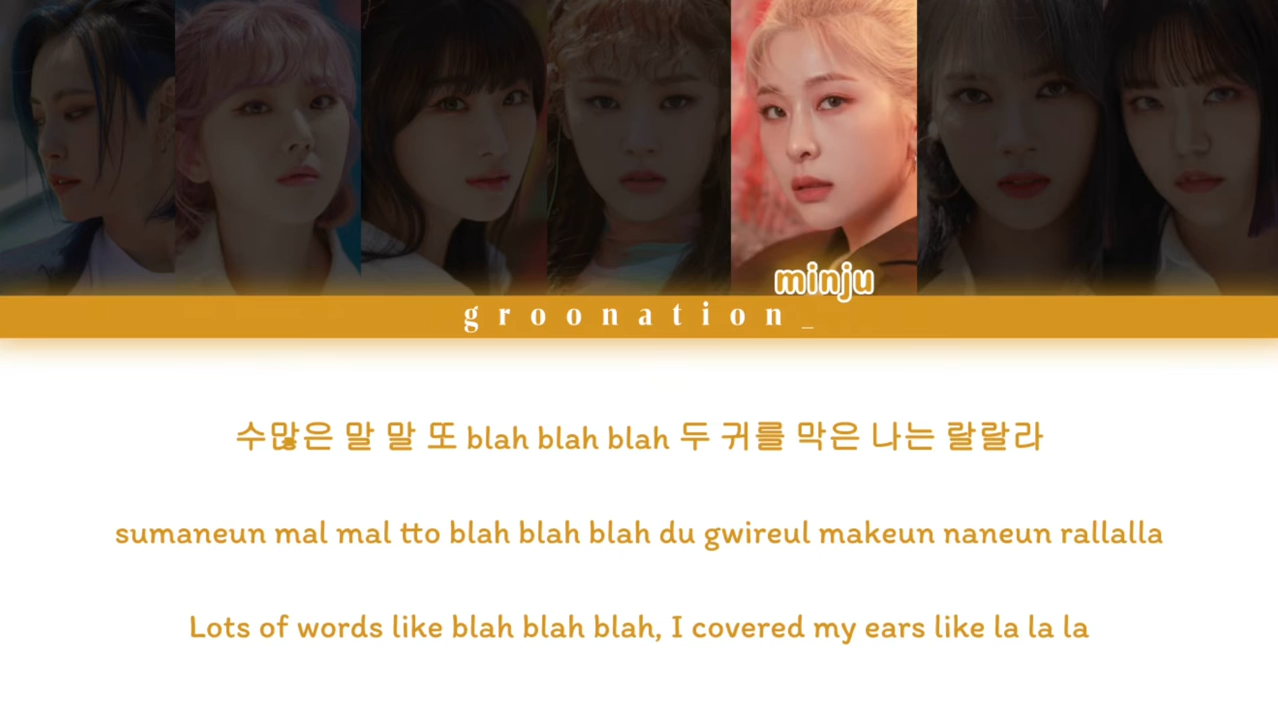 minju
groonation_
수많은 말 말 또 blah blah blah 두 귀를 막은 나는 랄랄라
sumaneun mal mal tto blah blah blah du gwireul makeun naneun rallalla
Lots of words like blah blah blah, I covered my ears like la la la